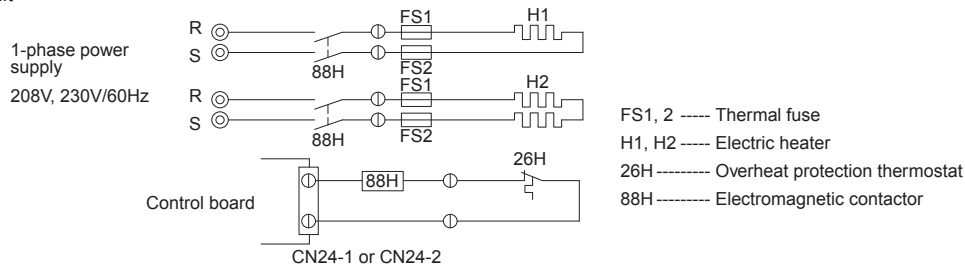 FS1 H1
R
S
1-phase power
supply
88H
FS2
208V, 230V/60Hz
FS1 H2
R
S
88H
FS2
FS1, 2 ----- Thermal fuse
H1, H2 ----- Electric heater
26H --------- Overheat protection thermostat
88H --------- Electromagnetic contactor
26H
88H
Control board
CN24-1 or CN24-2